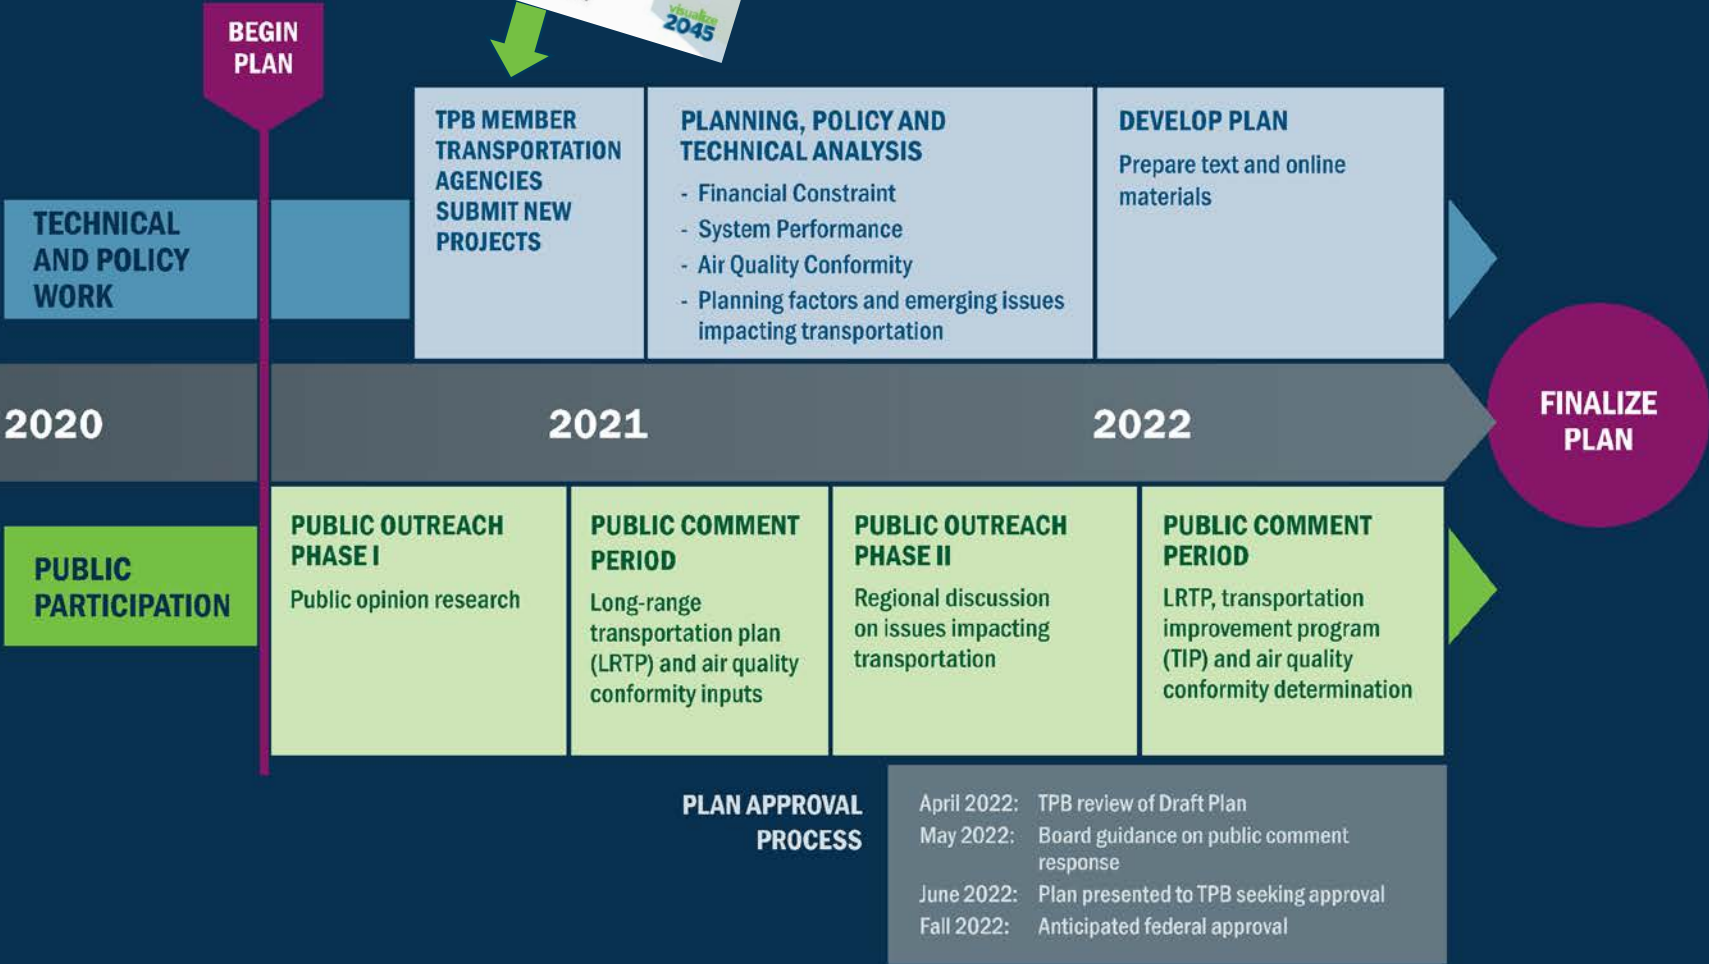 visualize
2045
BEGIN
PLAN
TPB MEMBER
TRANSPORTATION
AGENCIES
SUBMIT NEW
PROJECTS
PLANNING, POLICY AND
TECHNICAL ANALYSIS
- Financial Constraint
- System Performance
- Air Quality Conformity
- Planning factors and emerging issues
impacting transportation
DEVELOP PLAN
Prepare text and online
materials
TECHNICAL
AND POLICY
WORK
2020
2021
2022
FINALIZE
PLAN
PUBLIC
PARTICIPATION
PUBLIC OUTREACH
PHASE I
Public opinion research
PUBLIC COMMENT
PERIOD
Long-range
transportation plan
(LRTP) and air quality
conformity inputs
PUBLIC OUTREACH
PHASE II
Regional discussion
on issues impacting
transportation
PUBLIC COMMENT
PERIOD
LRTP, transportation
improvement program
(TIP) and air quality
conformity determination
PLAN APPROVAL
PROCESS
April 2022: TPB review of Draft Plan
May 2022: Board guidance on public comment
response
June 2022: Plan presented to TPB seeking approval
Fall 2022: Anticipated federal approval